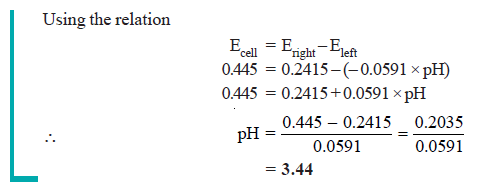 Using the relation
E_cell = E_right – E_left
0.445 = 0.2415 – (– 0.0591 × pH)
0.445 = 0.2415 + 0.0591 × pH
∴ pH = (0.445 – 0.2415)/0.0591 = 0.2035/0.0591
= 3.44